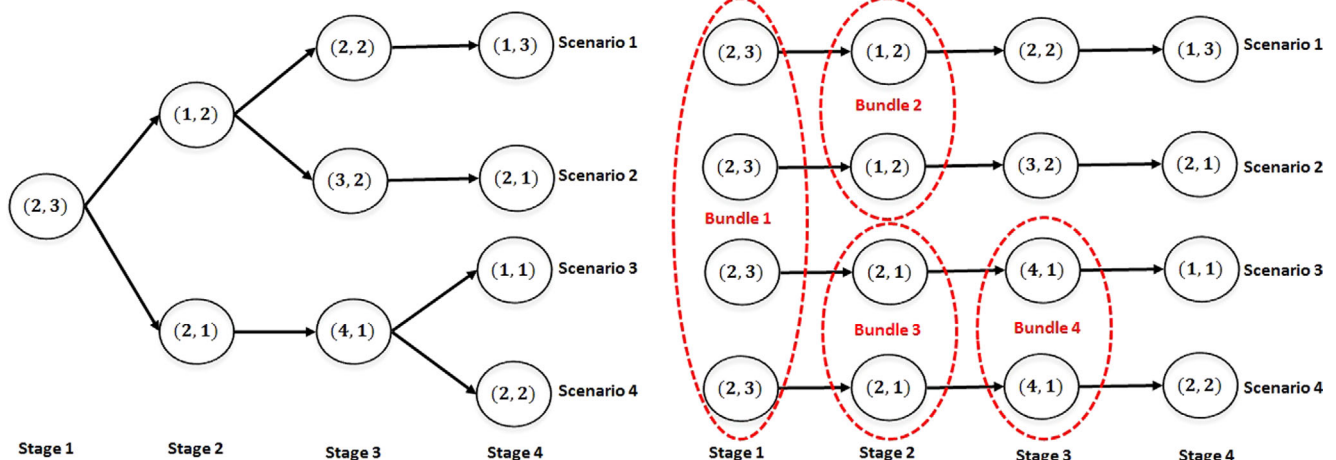 (2, 2)
(1, 3)
Scenario 1
(1, 2)
(3, 2)
(2, 1)
Scenario 2
(2, 3)
(1, 1)
Scenario 3
(2, 1)
(4, 1)
(2, 2)
Scenario 4
Stage 1
Stage 2
Stage 3
Stage 4
(2, 3)
(1, 2)
(2, 2)
(1, 3)
Scenario 1
Bundle 2
(2, 3)
(1, 2)
(3, 2)
(2, 1)
Scenario 2
Bundle 1
(2, 3)
(2, 1)
(4, 1)
(1, 1)
Scenario 3
Bundle 3
Bundle 4
(2, 3)
(2, 1)
(4, 1)
(2, 2)
Scenario 4
Stage 1
Stage 2
Stage 3
Stage 4